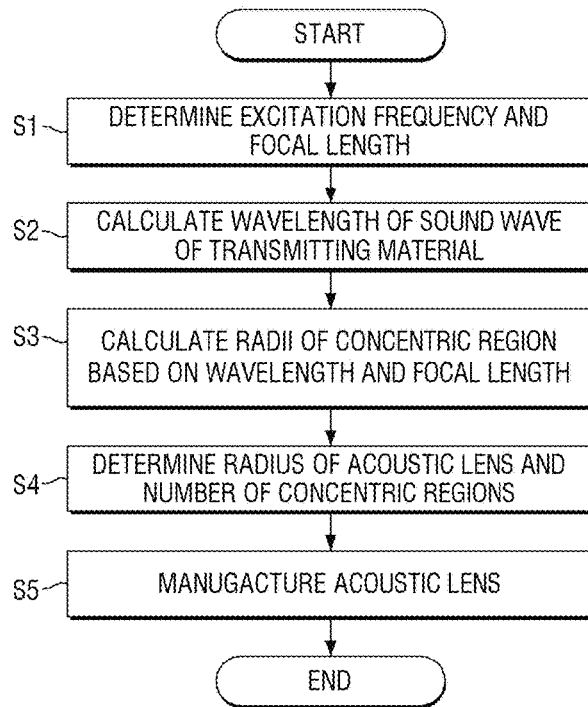 START
S1
DETERMINE EXCITATION FREQUENCY AND
FOCAL LENGTH
S2
CALCULATE WAVELENGTH OF SOUND WAVE
OF TRANSMITTING MATERIAL
S3
CALCULATE RADII OF CONCENTRIC REGION
BASED ON WAVELENGTH AND FOCAL LENGTH
S4
DETERMINE RADIUS OF ACOUSTIC LENS AND
NUMBER OF CONCENTRIC REGIONS
S5
MANUGACTURE ACOUSTIC LENS
END